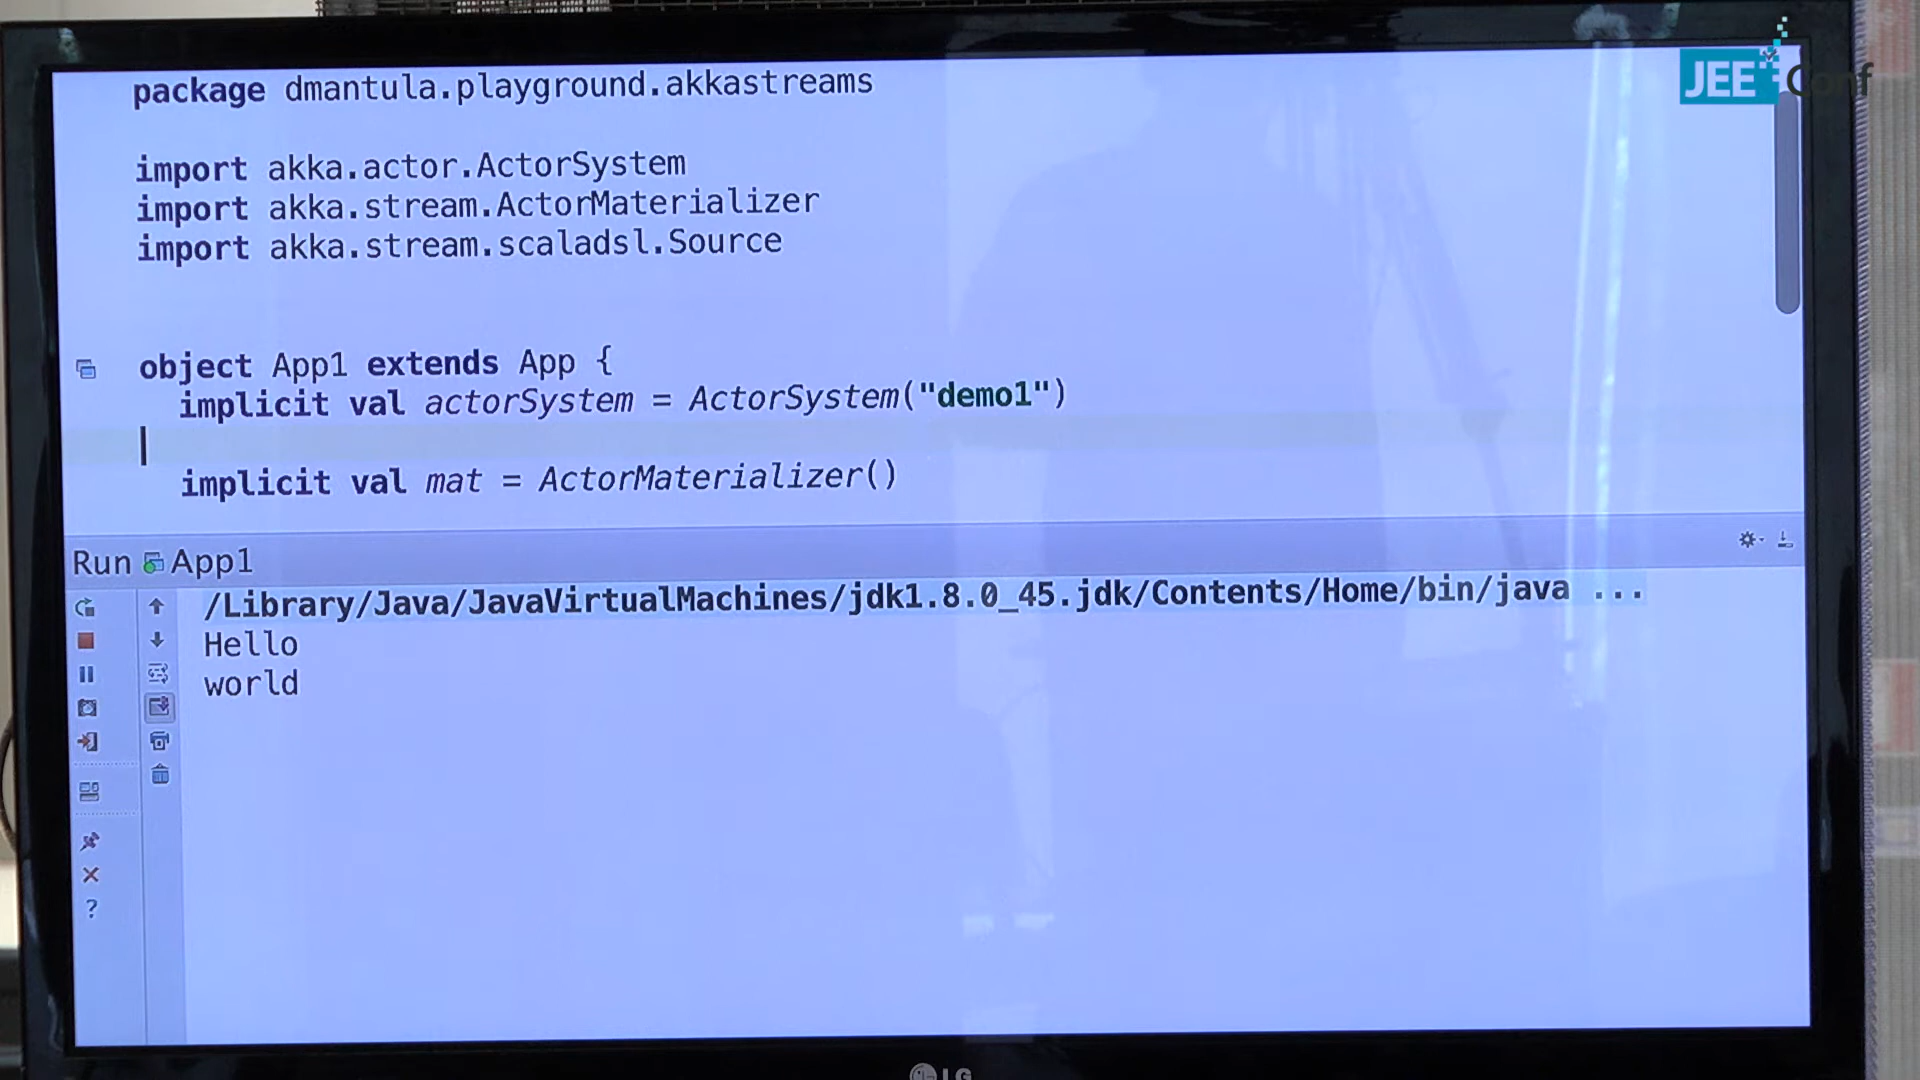 JEEConf
package dmantula.playground.akkastreams
import akka.actor.ActorSystem
import akka.stream.ActorMaterializer
import akka.stream.scaladsl.Source
object App1 extends App {
implicit val actorSystem = ActorSystem("demo1")
implicit val mat = ActorMaterializer()
Run App1
/Library/Java/JavaVirtualMachines/jdk1.8.0_45.jdk/Contents/Home/bin/java ...
Hello
world
?
LG